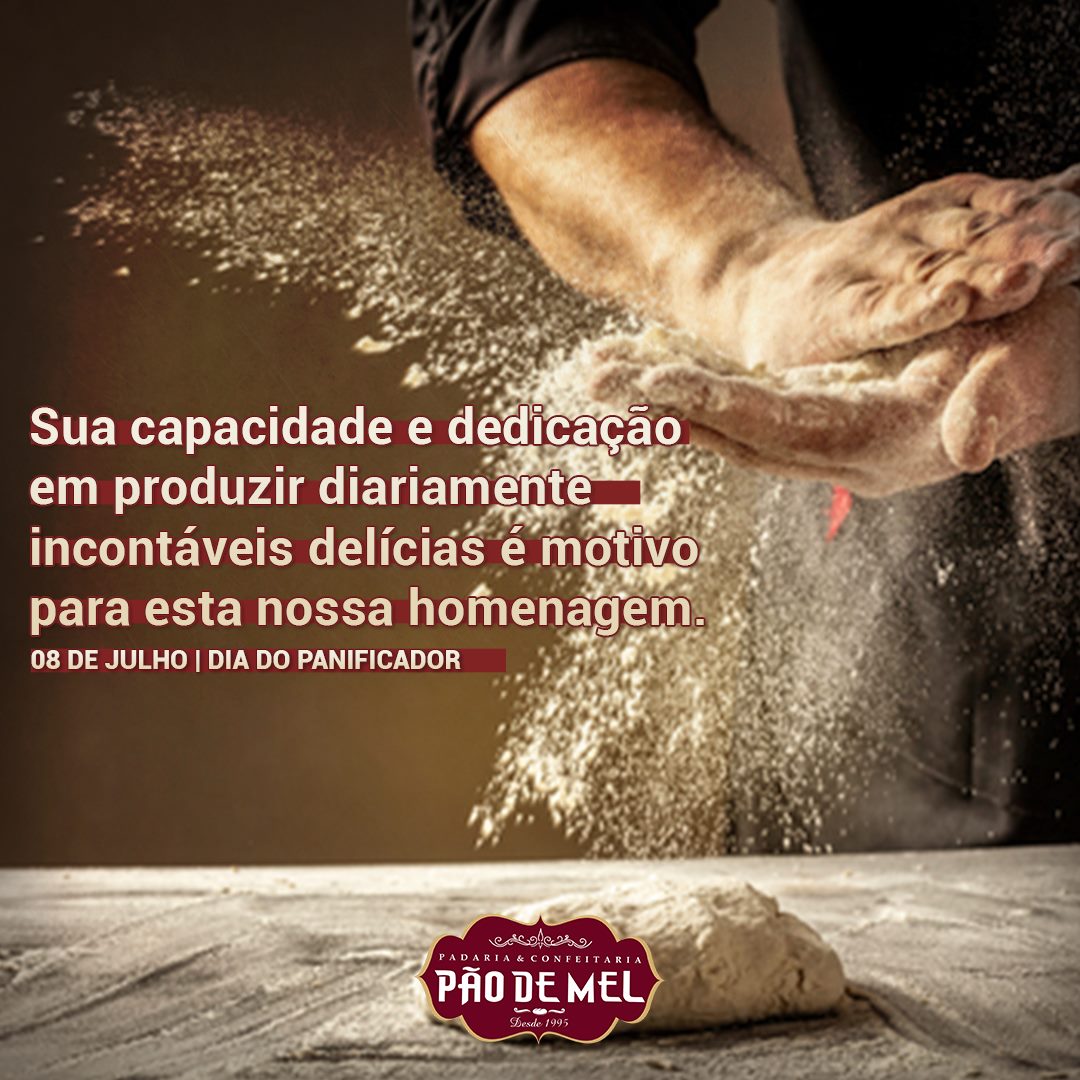 Sua capacidade e dedicação
em produzir diariamente
incontáveis delícias é motivo
para esta nossa homenagem.
08 DE JULHO | DIA DO PANIFICADOR
PADARIA & CONFEITARIA
PÃO DE MEL
Desde 1995